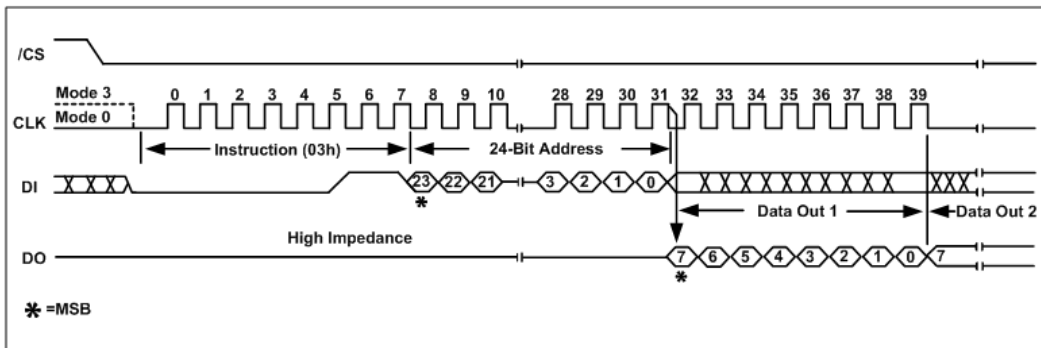 /CS
Mode 3
0 1 2 3 4 5 6 7 8 9 10 28 29 30 31 32 33 34 35 36 37 38 39
CLK
Mode 0
Instruction (03h)
24-Bit Address
DI
23 22 21 3 2 1 0
*
Data Out 1
Data Out 2
High Impedance
DO
7 6 5 4 3 2 1 0 7
*
* =MSB